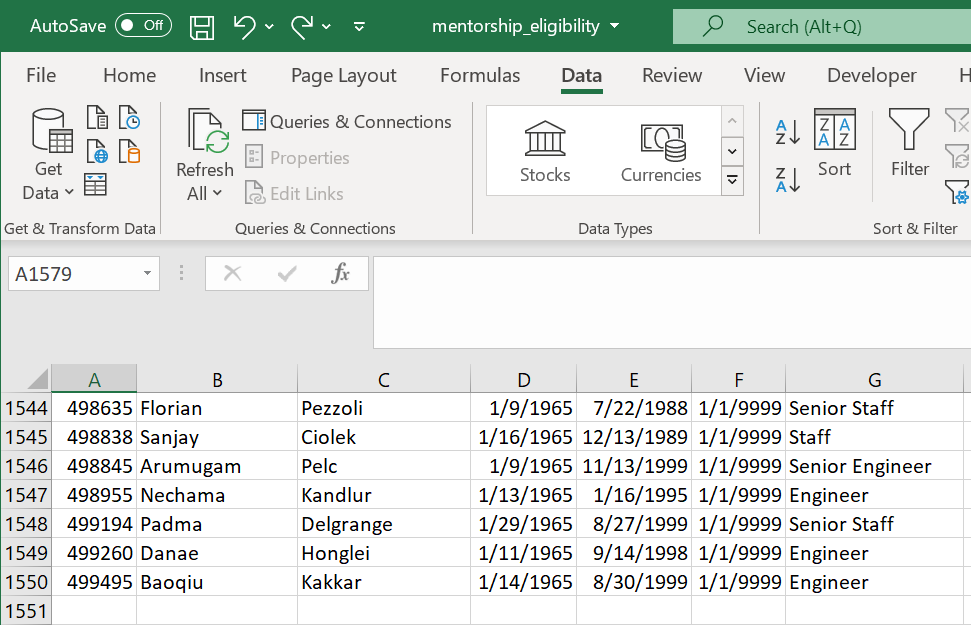 AutoSave Off mentorship_eligibility Search (Alt+Q)
File Home Insert Page Layout Formulas Data Review View Developer H
Get Data
Refresh All
Queries & Connections
Properties
Edit Links
Stocks
Currencies
Sort
Filter
Get & Transform Data Queries & Connections Data Types Sort & Filter
A1579 fx
A B C D E F G
1544 498635 Florian Pezzoli 1/9/1965 7/22/1988 1/1/9999 Senior Staff
1545 498838 Sanjay Ciolek 1/16/1965 12/13/1989 1/1/9999 Staff
1546 498845 Arumugam Pelc 1/9/1965 11/13/1999 1/1/9999 Senior Engineer
1547 498955 Nechama Kandlur 1/13/1965 1/16/1995 1/1/9999 Engineer
1548 499194 Padma Delgrange 1/29/1965 8/27/1999 1/1/9999 Senior Staff
1549 499260 Danae Honglei 1/11/1965 9/14/1998 1/1/9999 Engineer
1550 499495 Baoqiu Kakkar 1/14/1965 8/30/1999 1/1/9999 Engineer
1551